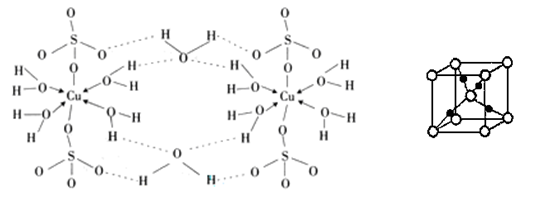 O O
H H
S S
O O O O O
H O H H O H
O O O O
H H H H
Cu Cu
H O O H H O O H
O O
H H H H
S O S
O O O O
H H
O O